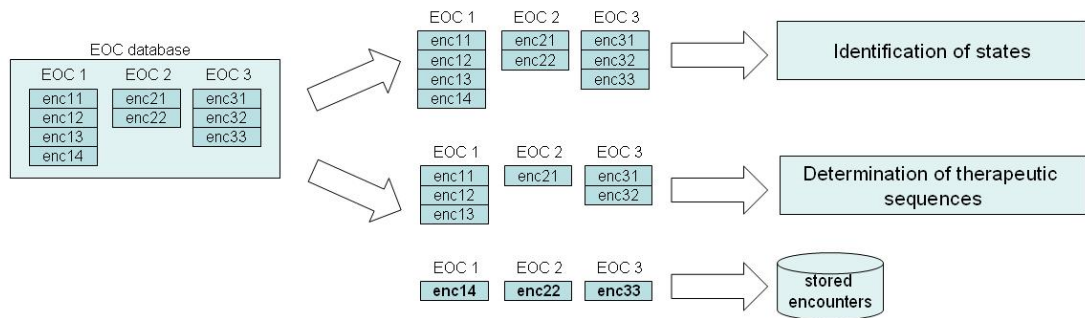 EOC database
EOC 1 EOC 2 EOC 3
enc11 enc21 enc31
enc12 enc22 enc32
enc13 enc33
enc14
EOC 1 EOC 2 EOC 3
enc11 enc21 enc31
enc12 enc22 enc32
enc13 enc33
enc14
Identification of states
EOC 1 EOC 2 EOC 3
enc11 enc21 enc31
enc12 enc32
enc13
Determination of therapeutic
sequences
EOC 1 EOC 2 EOC 3
enc14 enc22 enc33
stored
encounters